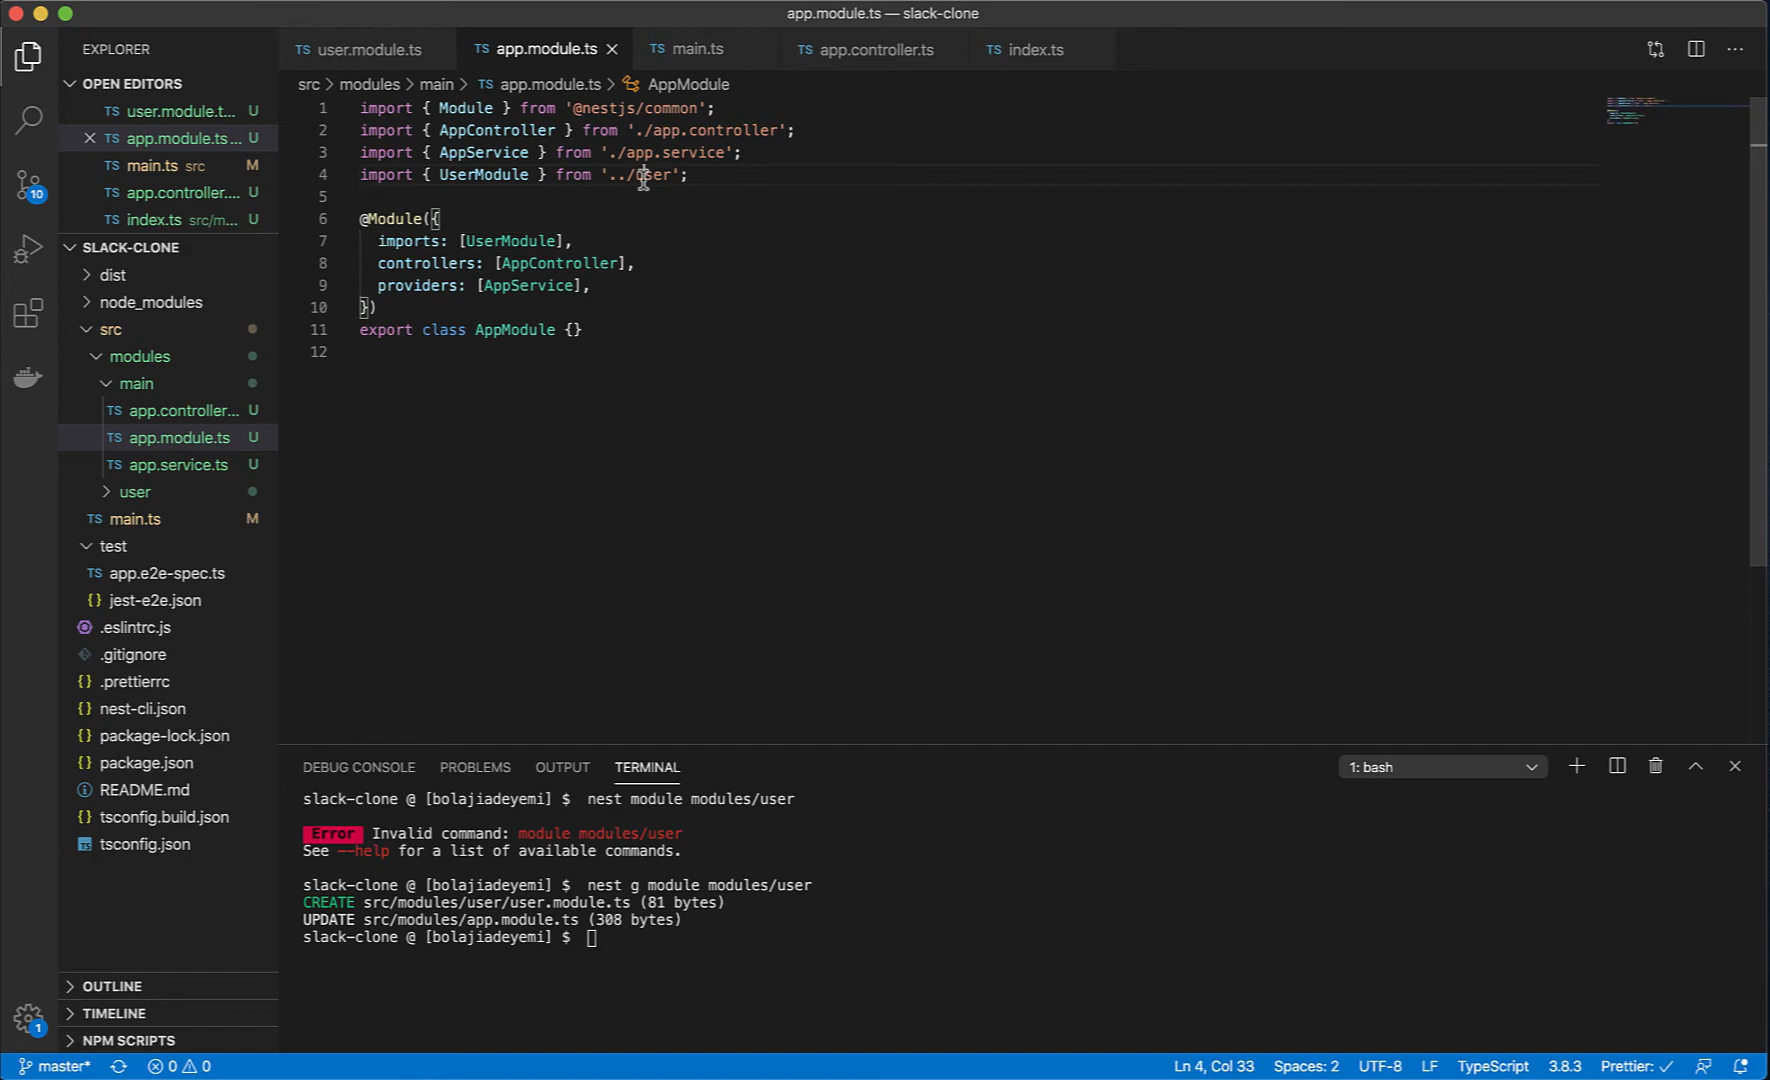 app.module.ts — slack-clone
EXPLORER
OPEN EDITORS
TS user.module.t... U
TS app.module.ts... U
TS main.ts src M
TS app.controller.... U
TS index.ts src/m... U
SLACK-CLONE
dist
node_modules
src
modules
main
TS app.controller... U
TS app.module.ts U
TS app.service.ts U
user
TS main.ts M
test
TS app.e2e-spec.ts
{} jest-e2e.json
.eslintrc.js
.gitignore
{} .prettierrc
{} nest-cli.json
{} package-lock.json
{} package.json
README.md
{} tsconfig.build.json
tsconfig.json
OUTLINE
TIMELINE
NPM SCRIPTS
10
1
TS user.module.ts TS app.module.ts TS main.ts TS app.controller.ts TS index.ts
src > modules > main > TS app.module.ts > AppModule
1 import { Module } from '@nestjs/common';
2 import { AppController } from './app.controller';
3 import { AppService } from './app.service';
4 import { UserModule } from '../user';
5
6 @Module({
7 imports: [UserModule],
8 controllers: [AppController],
9 providers: [AppService],
10 })
11 export class AppModule {}
12
DEBUG CONSOLE PROBLEMS OUTPUT TERMINAL 1: bash
slack-clone @ [bolajiadeyemi] $ nest module modules/user
Error Invalid command: module modules/user
See --help for a list of available commands.
slack-clone @ [bolajiadeyemi] $ nest g module modules/user
CREATE src/modules/user/user.module.ts (81 bytes)
UPDATE src/modules/app.module.ts (308 bytes)
slack-clone @ [bolajiadeyemi] $
master* 0 0 Ln 4, Col 33 Spaces: 2 UTF-8 LF TypeScript 3.8.3 Prettier: ✓